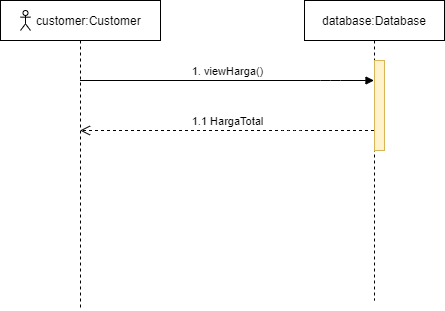 customer:Customer
database:Database
1. viewHarga()
1.1 HargaTotal